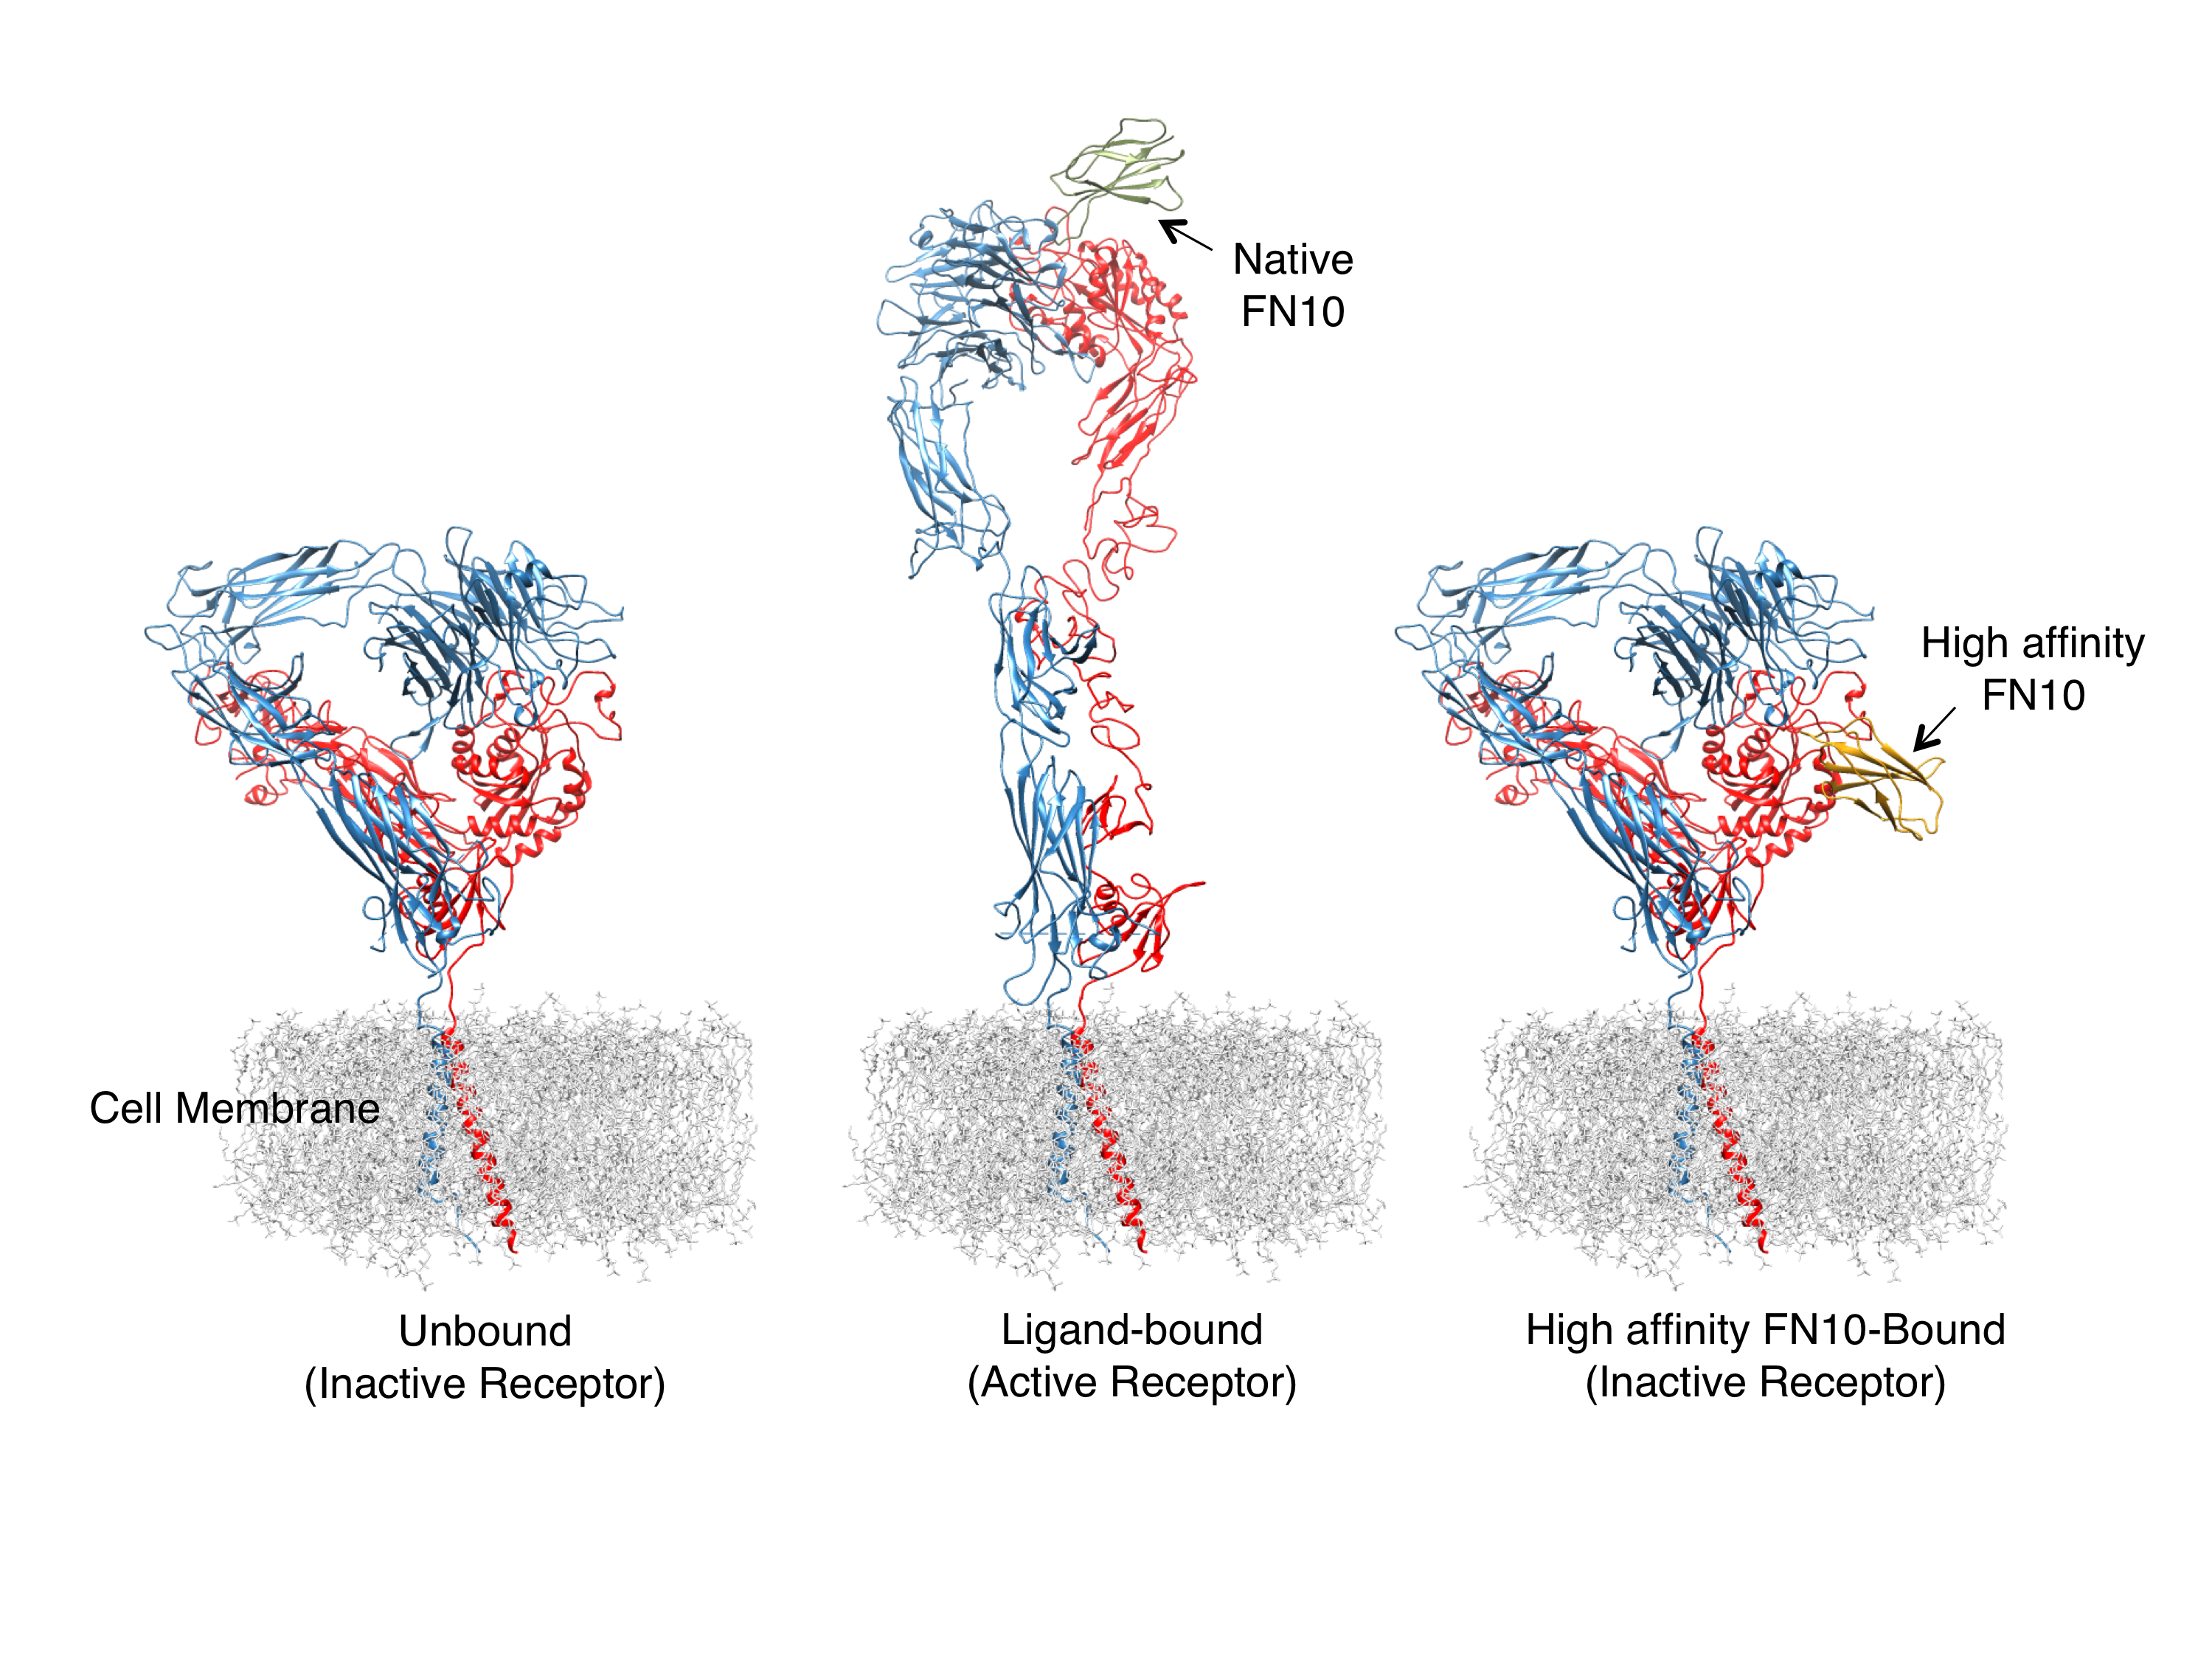 Native
FN10
High affinity
FN10
Cell Membrane
Unbound
(Inactive Receptor)
Ligand-bound
(Active Receptor)
High affinity FN10-Bound
(Inactive Receptor)